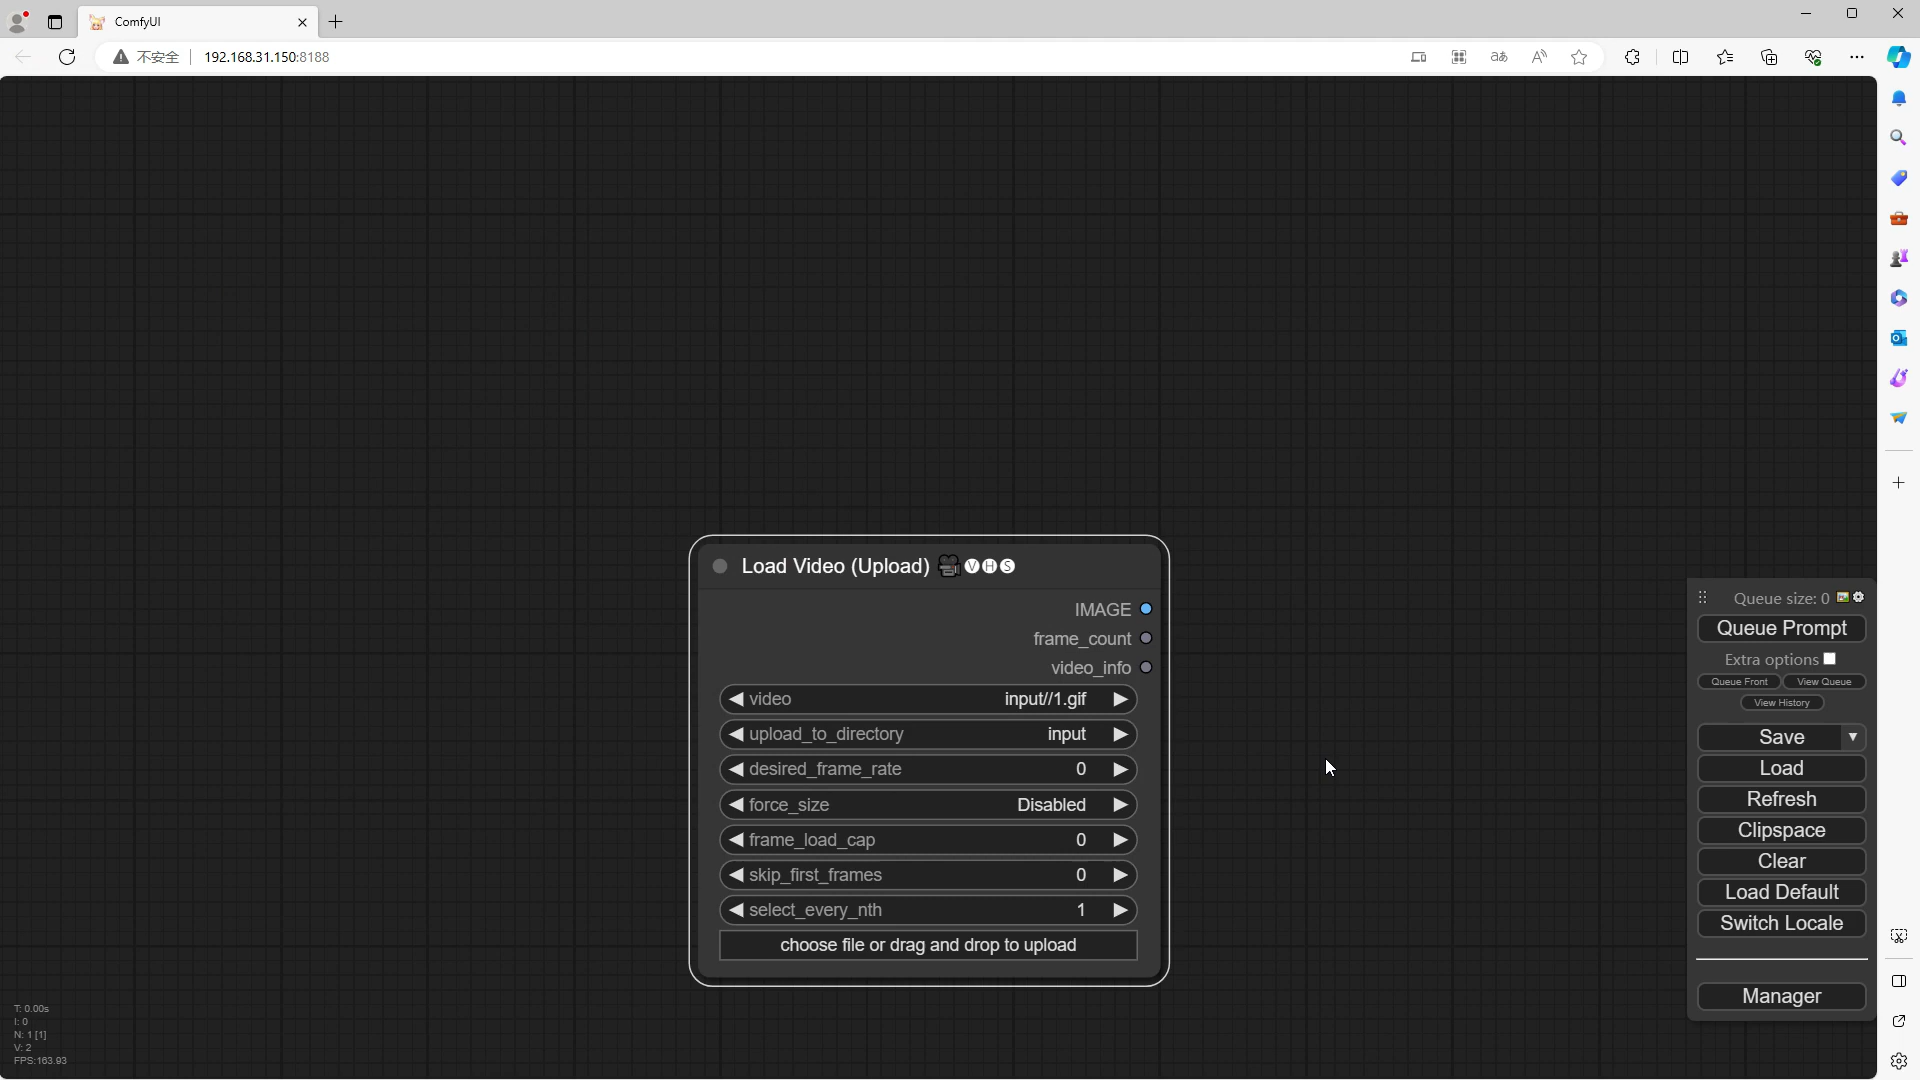 ComfyUI
不安全 192.168.31.150:8188
Load Video (Upload) 🎥🅥🅗🅢
IMAGE
frame_count
video_info
video input//1.gif
upload_to_directory input
desired_frame_rate 0
force_size Disabled
frame_load_cap 0
skip_first_frames 0
select_every_nth 1
choose file or drag and drop to upload
Queue size: 0
Queue Prompt
Extra options
Queue Front View Queue
View History
Save
Load
Refresh
Clipspace
Clear
Load Default
Switch Locale
Manager
T: 0.00s
I: 0
N: 1 [1]
V: 2
FPS:163.93